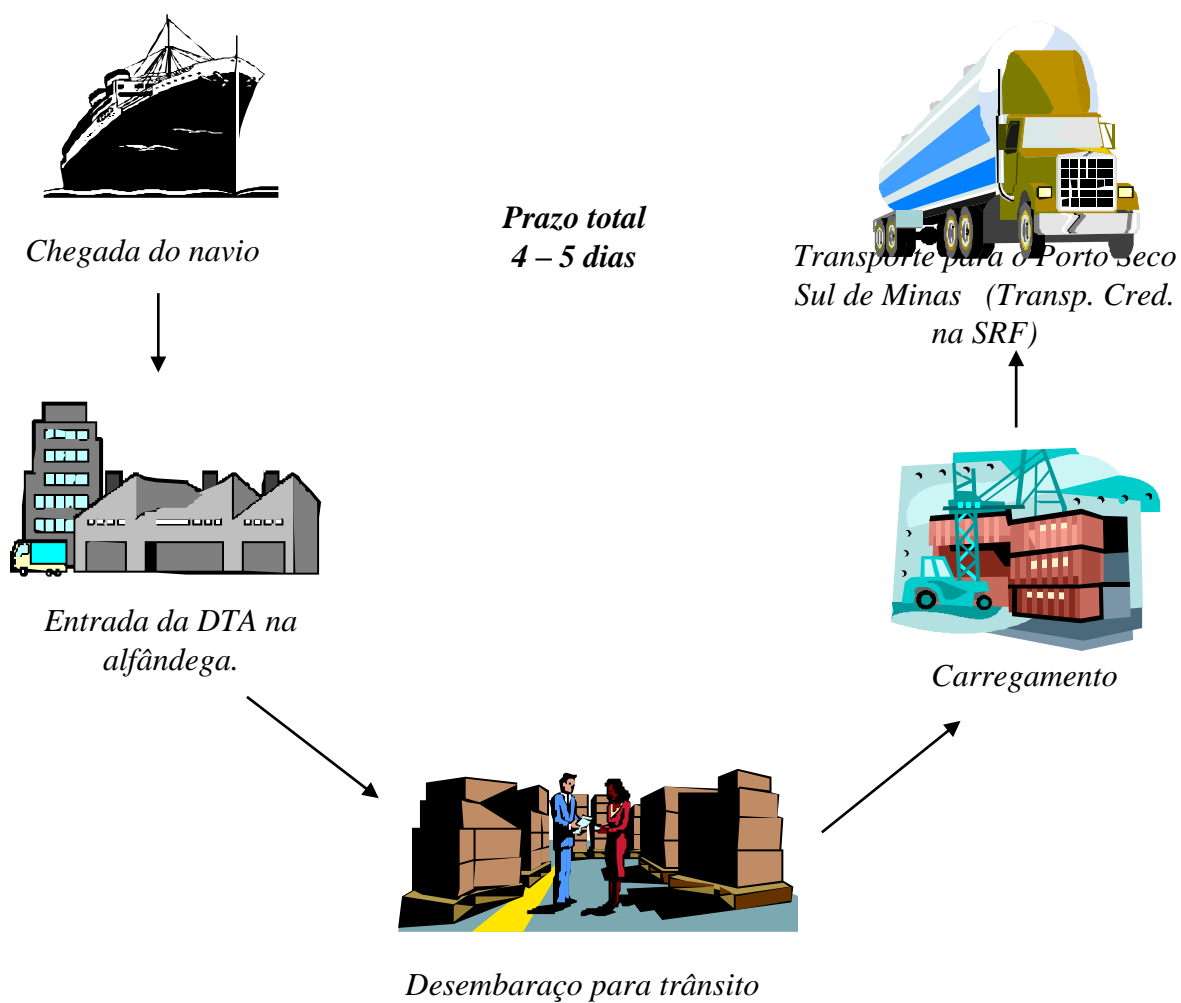 Chegada do navio
Prazo total
4 – 5 dias
Transporte para o Porto Seco
Sul de Minas (Transp. Cred.
na SRF)
Entrada da DTA na
alfândega.
Carregamento
Desembaraço para trânsito